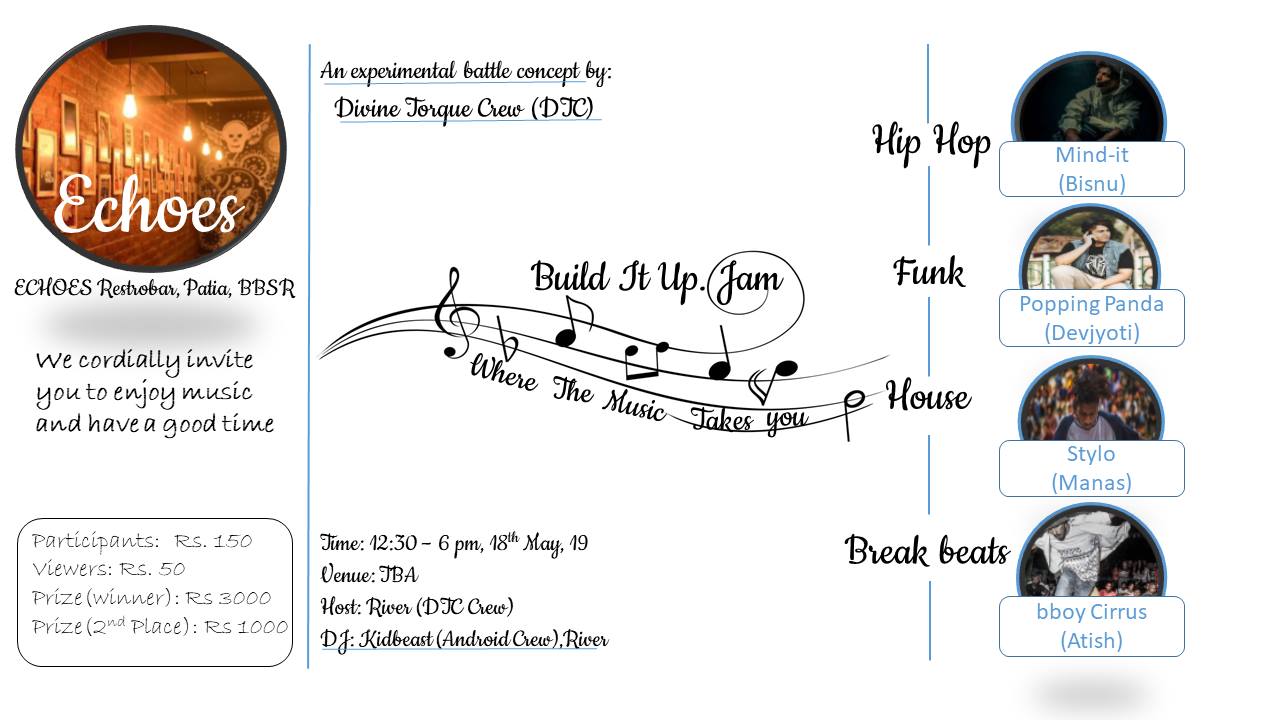 Echoes
ECHOES Restrobar, Patia, BBSR
We cordially invite
you to enjoy music
and have a good time
Participants: Rs. 150
Viewers: Rs. 50
Prize(winner): Rs 3000
Prize(2nd Place): Rs 1000
An experimental battle concept by:
Divine Torque Crew (DTC)
Build It Up. Jam
Where The Music Takes you
Time: 12:30 – 6 pm, 18th May, 19
Venue: TBA
Host: River (DTC Crew)
DJ: Kidbeast(Android Crew),River
Hip Hop
Mind-it
(Bisnu)
Funk
Popping Panda
(Devjyoti)
House
Stylo
(Manas)
Break beats
bboy Cirrus
(Atish)